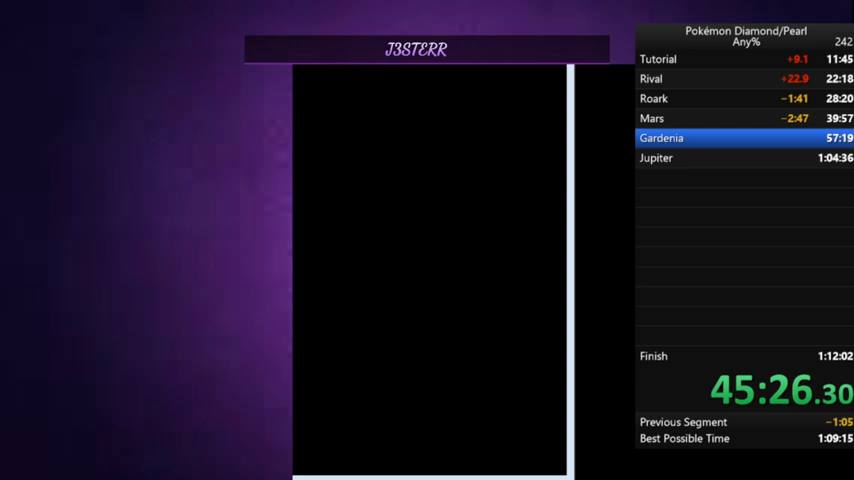 J3STERR
Pokémon Diamond/Pearl
Any% 242
Tutorial +9.1 11:45
Rival +22.9 22:18
Roark −1:41 28:20
Mars −2:47 39:57
Gardenia 57:19
Jupiter 1:04:36
Finish 1:12:02
45:26.30
Previous Segment −1:05
Best Possible Time 1:09:15